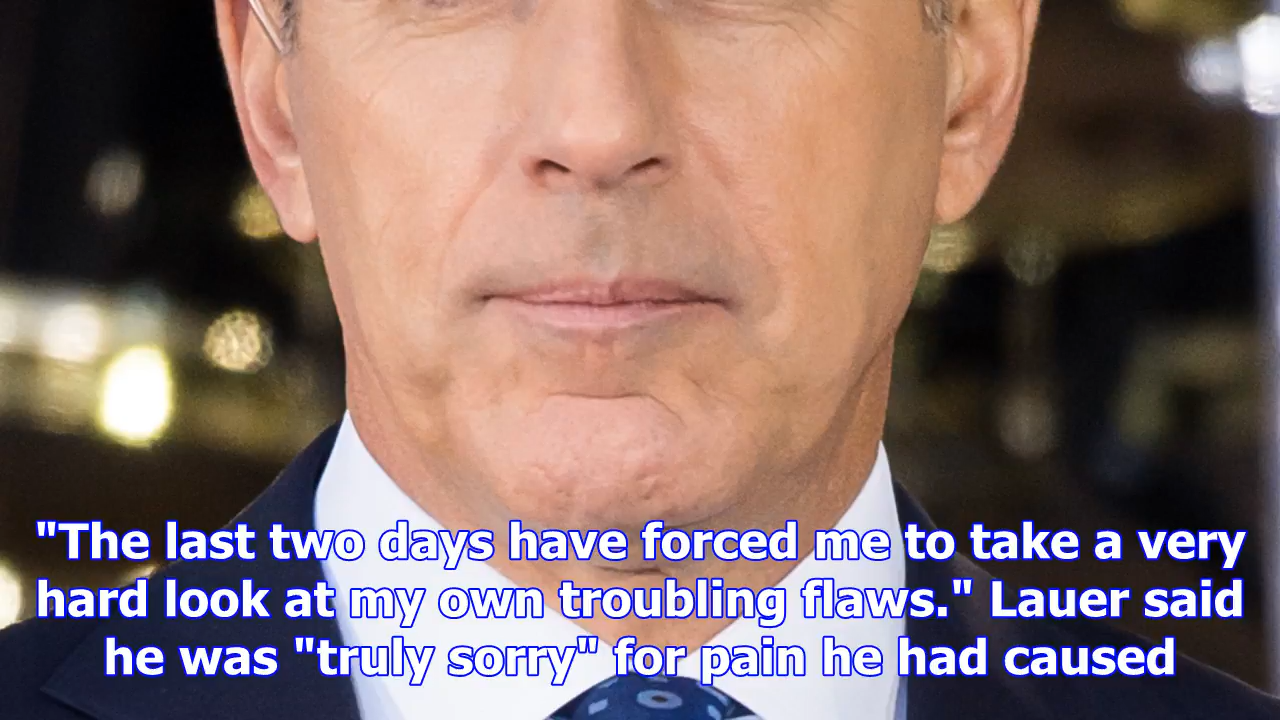 "The last two days have forced me to take a very
hard look at my own troubling flaws." Lauer said
he was "truly sorry" for pain he had caused